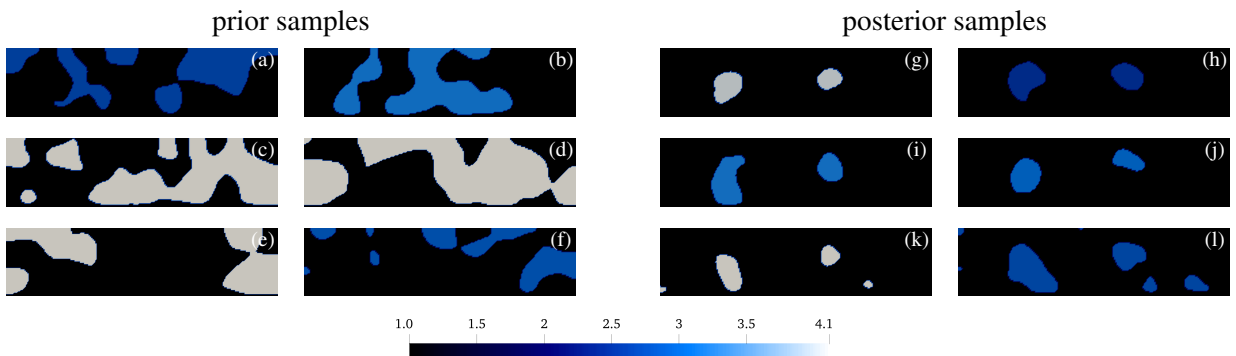 prior samples
posterior samples
(a)
(b)
(g)
(h)
(c)
(d)
(i)
(j)
(e)
(f)
(k)
(l)
1.0 1.5 2 2.5 3 3.5 4.1